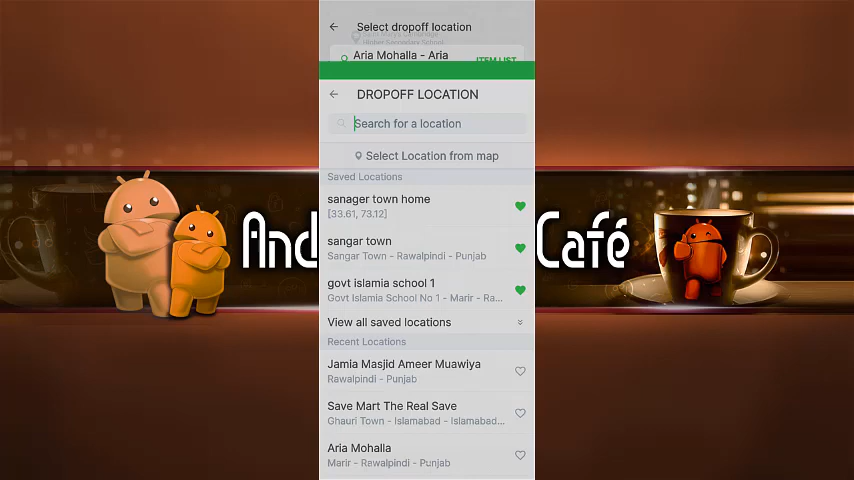 Select dropoff location
Higher Secondary School
Aria Mohalla - Aria
ITEM LIST
DROPOFF LOCATION
Search for a location
Select Location from map
Saved Locations
sanager town home
[33.61, 73.12]
sangar town
Sangar Town - Rawalpindi - Punjab
govt islamia school 1
Govt Islamia School No 1 - Marir - Ra...
View all saved locations
Recent Locations
Jamia Masjid Ameer Muawiya
Rawalpindi - Punjab
Save Mart The Real Save
Ghauri Town - Islamabad - Islamabad...
Aria Mohalla
Marir - Rawalpindi - Punjab
And
Café